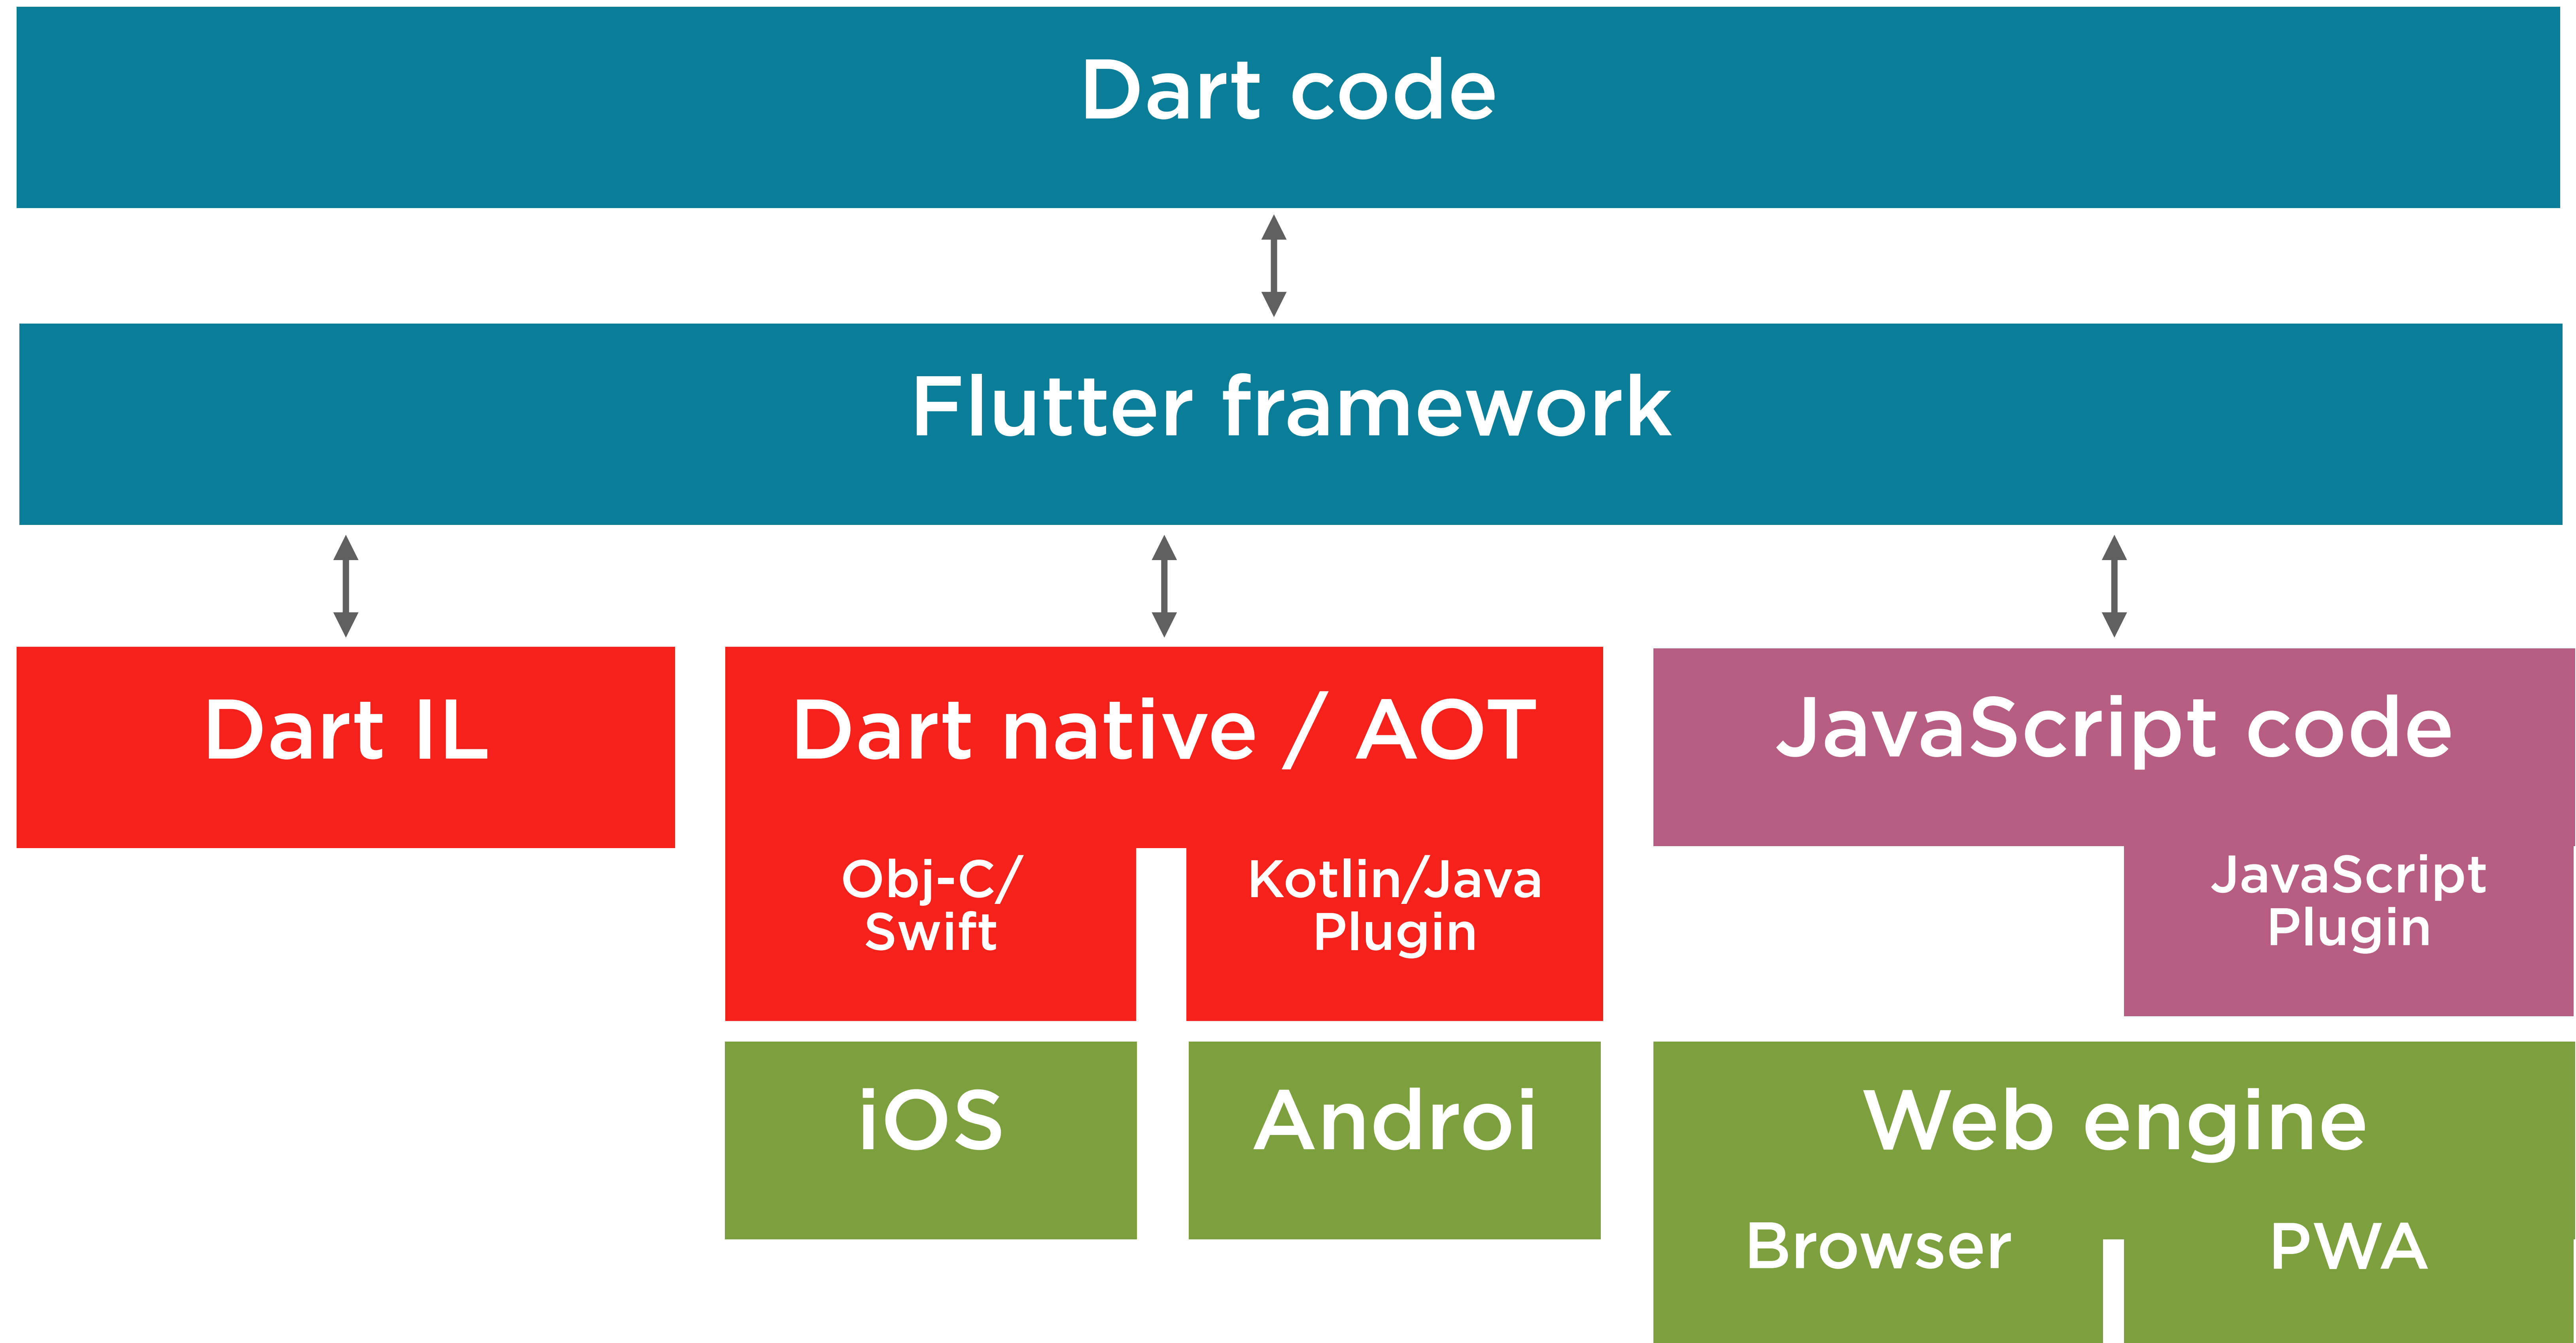 Dart code
Flutter framework
Dart IL
Dart native / AOT
JavaScript code
Obj-C/
Swift
Kotlin/Java
Plugin
JavaScript
Plugin
iOS
Androi
Web engine
Browser
PWA